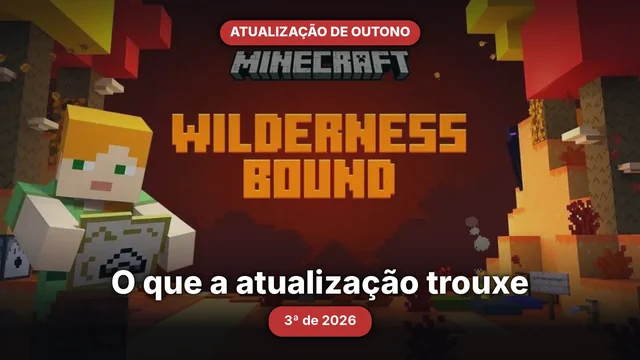 ATUALIZAÇÃO DE OUTONO
MINECRAFT
WILDERNESS
BOUND
O que a atualização trouxe
3ª de 2026